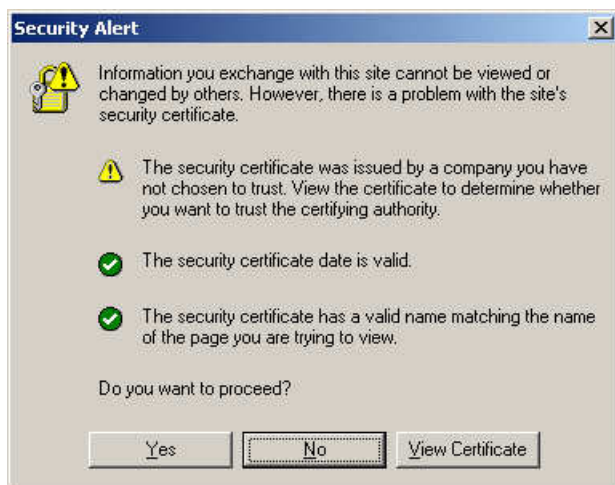 Security Alert
Information you exchange with this site cannot be viewed or
changed by others. However, there is a problem with the site's
security certificate.
The security certificate was issued by a company you have
not chosen to trust. View the certificate to determine whether
you want to trust the certifying authority.
The security certificate date is valid.
The security certificate has a valid name matching the name
of the page you are trying to view.
Do you want to proceed?
Yes No View Certificate